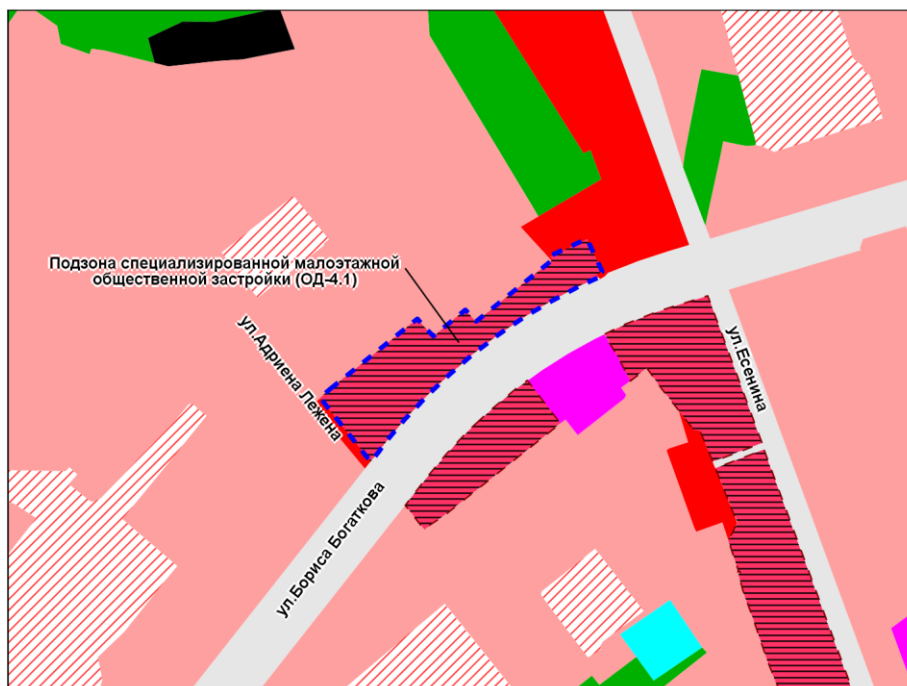 Подзона специализированной малоэтажной
общественной застройки (ОД-4.1)
ул.Адриена Лежена
ул.Есенина
ул.Бориса Богаткова